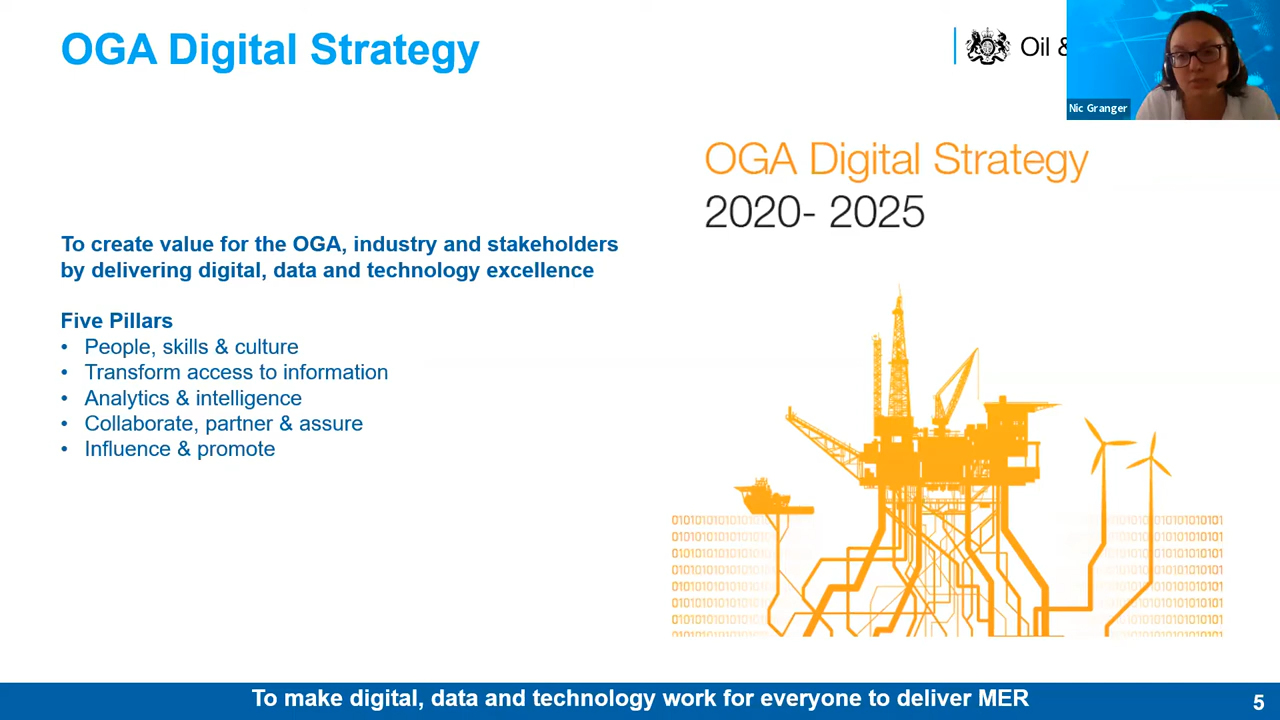 OGA Digital Strategy
Oil &
Nic Granger
OGA Digital Strategy
2020- 2025
To create value for the OGA, industry and stakeholders
by delivering digital, data and technology excellence
Five Pillars
• People, skills & culture
• Transform access to information
• Analytics & intelligence
• Collaborate, partner & assure
• Influence & promote
To make digital, data and technology work for everyone to deliver MER
5